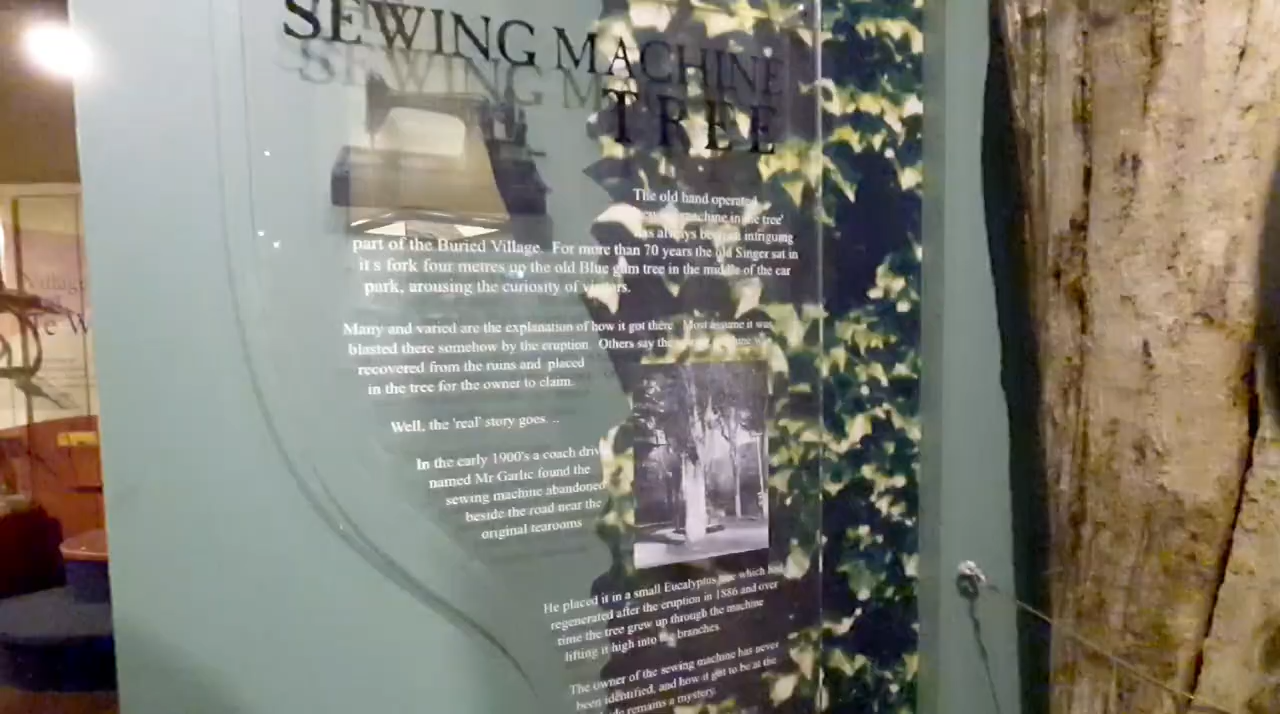 SEWING MACHINE
TREE
The old hand operated
machine in the tree'
has always been an intriguing
part of the Buried Village. For more than 70 years the old Singer sat in
it's fork four metres up the old Blue gum tree in the middle of the car
park, arousing the curiosity of visitors.
Many and varied are the explanation of how it got there. Most assume it was
blasted there somehow by the eruption. Others say the
recovered from the ruins and placed
in the tree for the owner to claim.
Well, the 'real' story goes. ..
In the early 1900's a coach
named Mr Garlic found the
sewing machine abandoned
beside the road near the
original tearooms
He placed it in a small Eucalyptus tree which had
regenerated after the eruption in 1886 and over
time the tree grew up through the machine
lifting it high into the branches.
The owner of the sewing machine has never
been identified, and how it got to be at the
remains a mystery.
Village